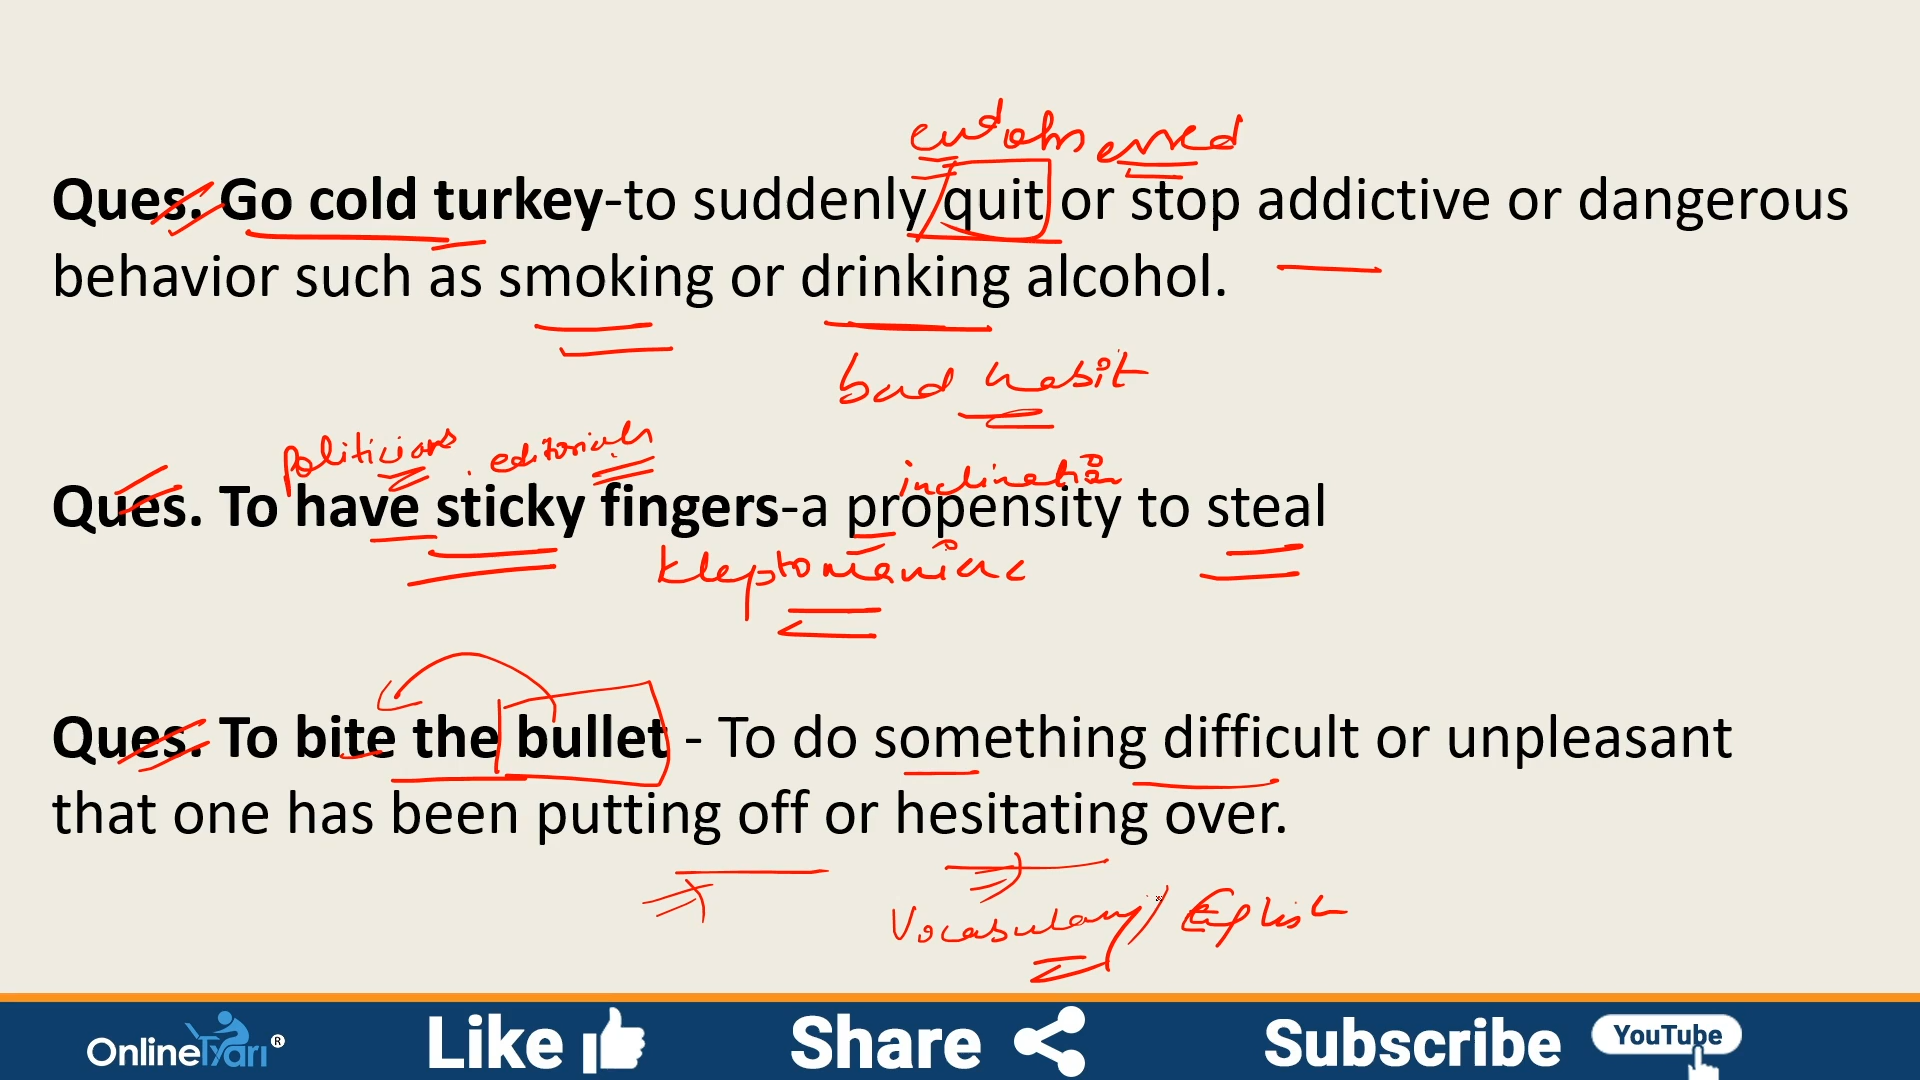 Ques. Go cold turkey-to suddenly quit or stop addictive or dangerous
behavior such as smoking or drinking alcohol.
bad habit
politicians editorials
inclination
Ques. To have sticky fingers-a propensity to steal
kleptomaniac
Ques. To bite the bullet - To do something difficult or unpleasant
that one has been putting off or hesitating over.
Vocabulary/English
OnlineTyari ® Like Share Subscribe YouTube